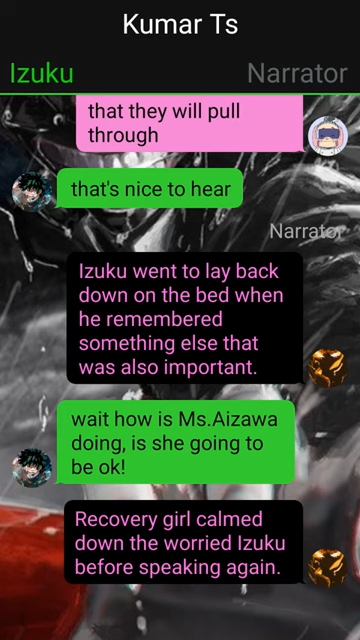 Kumar Ts
Izuku
Narrator
that they will pull
through
that's nice to hear
Narrator
Izuku went to lay back
down on the bed when
he remembered
something else that
was also important.
wait how is Ms.Aizawa
doing, is she going to
be ok!
Recovery girl calmed
down the worried Izuku
before speaking again.